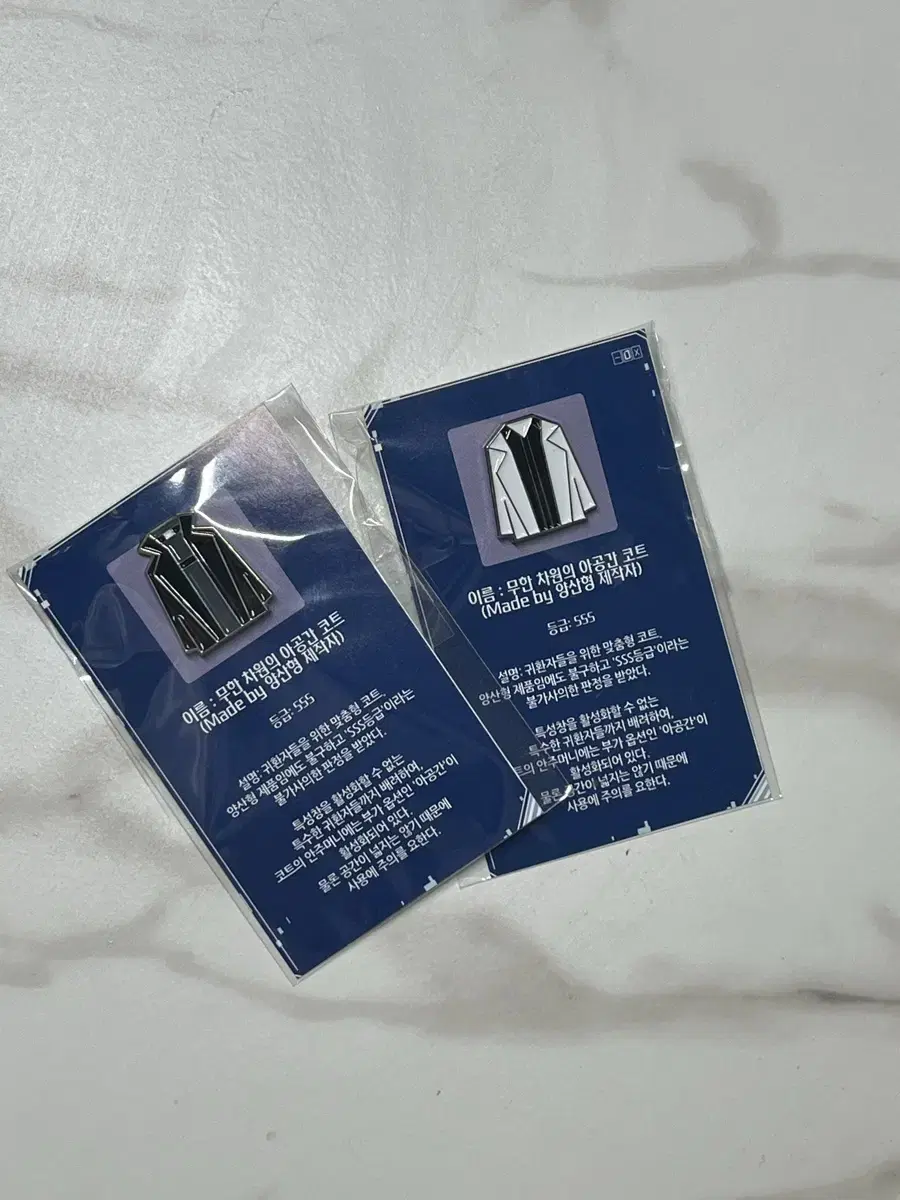 이름 : 무한 차원의 아공간 코트
(Made by 양산형 제작자)
등급: SSS
설명: 귀환자들을 위한 맞춤형 코트.
양산형 제품임에도 불구하고 'SSS등급'이라는
불가사의한 판정을 받았다.
특성창을 활성화할 수 없는
특수한 귀환자들까지 배려하여,
코트의 안주머니에는 부가 옵션인 '아공간'이
활성화되어 있다.
물론 공간이 넓지는 않기 때문에
사용에 주의를 요한다.
이름 : 무한 차원의 아공간 코트
(Made by 양산형 제작자)
등급: SSS
설명: 귀환자들을 위한 맞춤형 코트.
양산형 제품임에도 불구하고 'SSS등급'이라는
불가사의한 판정을 받았다.
특성창을 활성화할 수 없는
특수한 귀환자들까지 배려하여,
트의 안주머니에는 부가 옵션인 '아공간'이
활성화되어 있다.
물론 공간이 넓지는 않기 때문에
사용에 주의를 요한다.